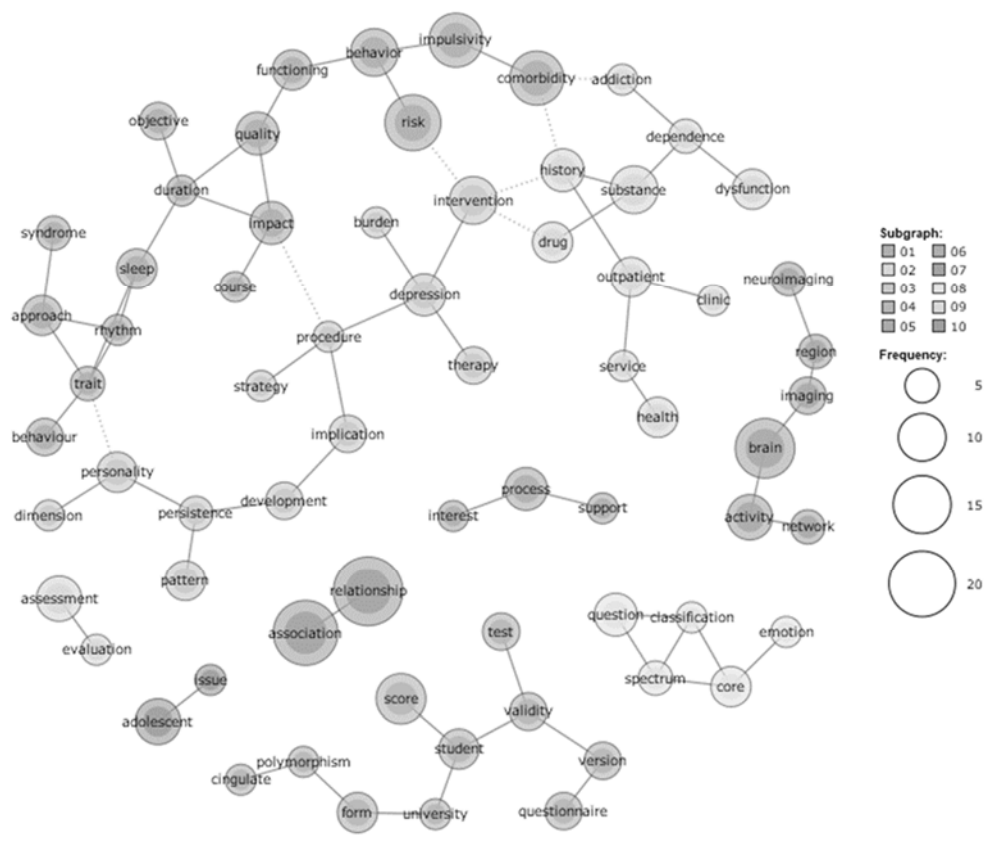 impulsivity
behavior
functioning
comorbidity
addiction
objective
quality
risk
dependence
duration
history
substance
dysfunction
intervention
syndrome
impact
burden
drug
Subgraph:
01 06
02 07
03 08
04 09
05 10
sleep
course
depression
outpatient
clinic
neuroimaging
approach
rhythm
procedure
region
Frequency:
trait
strategy
therapy
service
imaging
5
behaviour
implication
health
brain
10
personality
dimension
persistence
development
process
interest
support
activity
network
15
pattern
assessment
evaluation
relationship
association
test
question
classification
emotion
20
issue
adolescent
score
validity
spectrum
core
student
version
polymorphism
cingulate
form
university
questionnaire